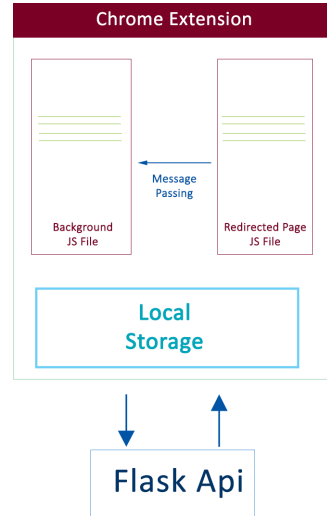 Chrome Extension
Message
Passing
Background
JS File
Redirected Page
JS File
Local
Storage
Flask Api